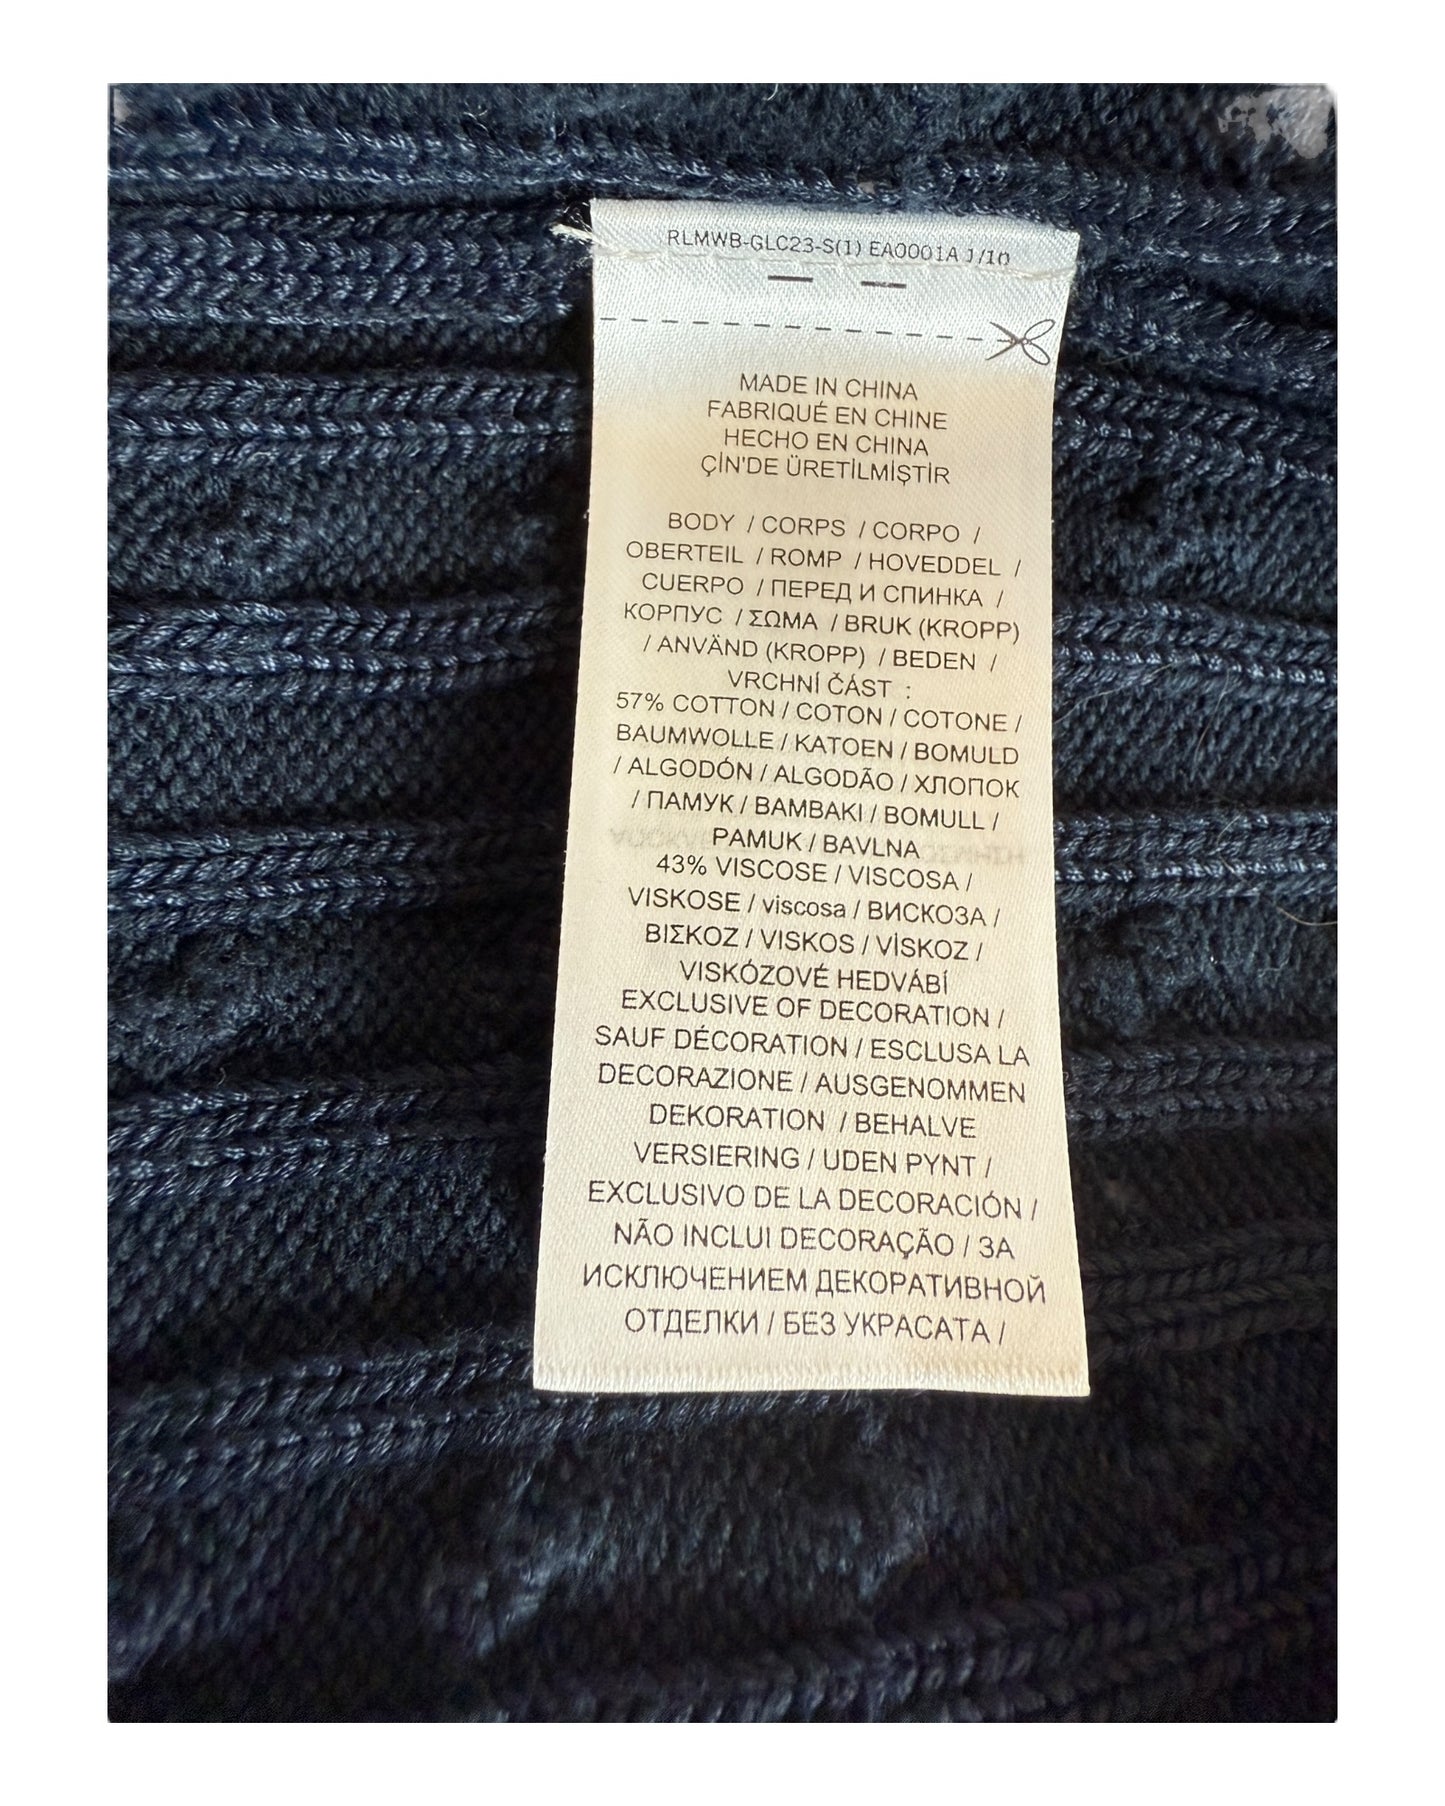 RLMWB-GLC23-S(1) EA0001A 1/10
MADE IN CHINA
FABRIQUÉ EN CHINE
HECHO EN CHINA
ÇİN'DE ÜRETİLMİŞTİR
BODY / CORPS / CORPO /
OBERTEIL / ROMP / HOVEDDEL /
CUERPO / ПЕРЕД И СПИНКА /
КОРПУС / ΣΩΜΑ / BRUK (KROPP)
/ ANVÄND (KROPP) / BEDEN /
VRCHNÍ ČÁST :
57% COTTON / COTON / COTONE /
BAUMWOLLE / KATOEN / BOMULD
/ ALGODÓN / ALGODÃO / ХЛОПОК
/ ПАМУК / BAMBAKI / BOMULL /
PAMUK / BAVLNA
43% VISCOSE / VISCOSA /
VISKOSE / viscosa / ВИСКОЗА /
ΒΙΣΚΟΖ / VISKOS / VİSKOZ /
VISKÓZOVÉ HEDVÁBÍ
EXCLUSIVE OF DECORATION /
SAUF DÉCORATION / ESCLUSA LA
DECORAZIONE / AUSGENOMMEN
DEKORATION / BEHALVE
VERSIERING / UDEN PYNT /
EXCLUSIVO DE LA DECORACIÓN /
NÃO INCLUI DECORAÇÃO / ЗА
ИСКЛЮЧЕНИЕМ ДЕКОРАТИВНОЙ
ОТДЕЛКИ / БЕЗ УКРАСАТА /